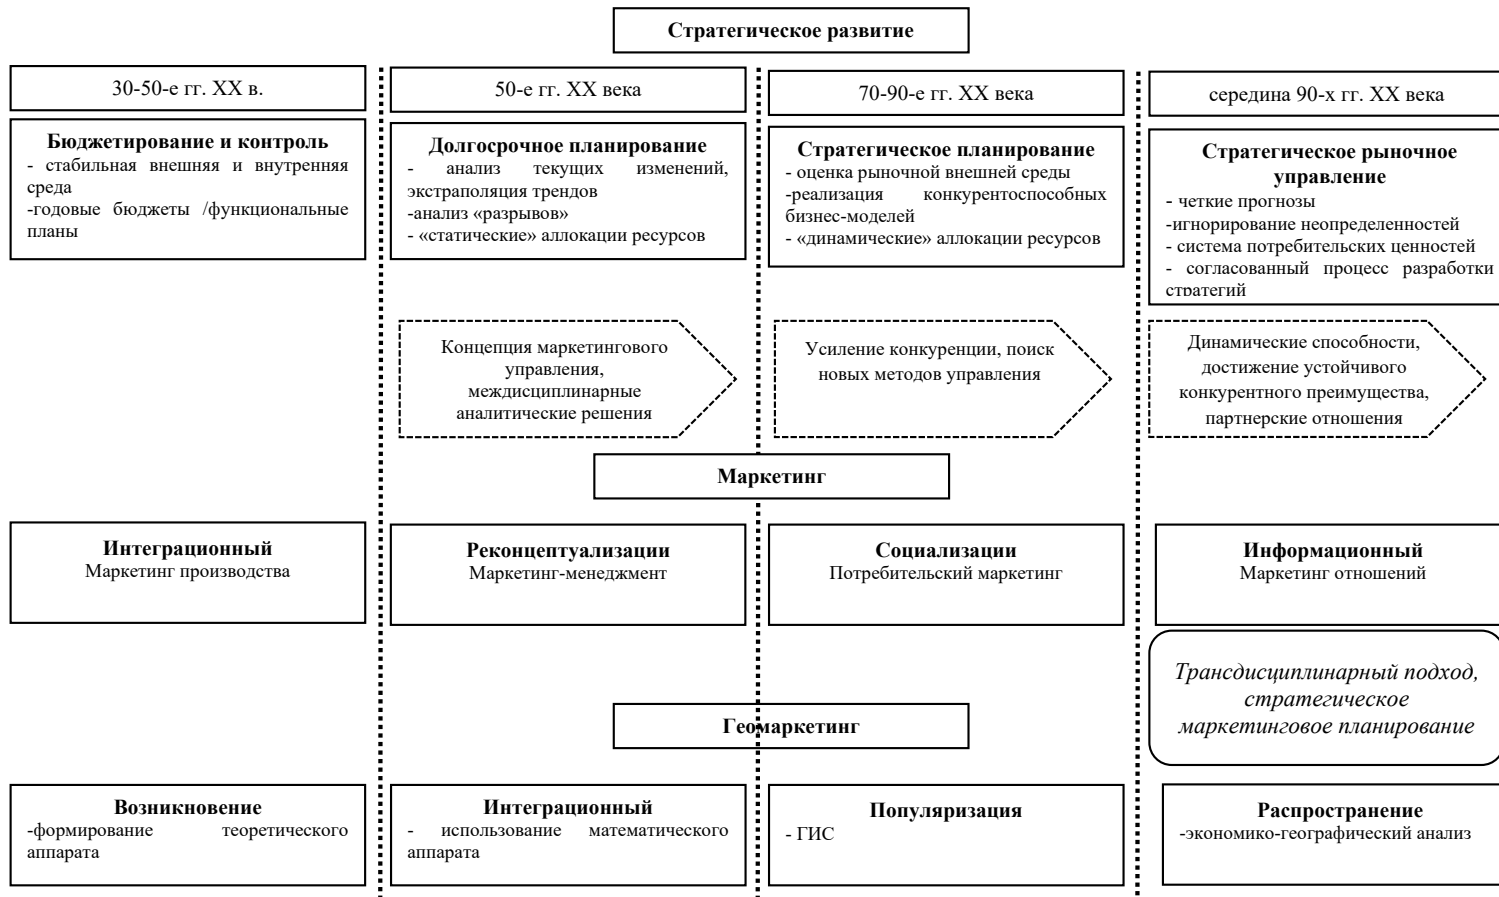 Стратегическое развитие
30-50-е гг. XX в.
50-е гг. XX века
70-90-е гг. XX века
середина 90-х гг. XX века
Бюджетирование и контроль
- стабильная внешняя и внутренняя
среда
-годовые бюджеты /функциональные
планы
Долгосрочное планирование
- анализ текущих изменений,
экстраполяция трендов
-анализ «разрывов»
- «статические» аллокации ресурсов
Стратегическое планирование
- оценка рыночной внешней среды
-реализация конкурентоспособных
бизнес-моделей
- «динамические» аллокации ресурсов
Стратегическое рыночное
управление
- четкие прогнозы
-игнорирование неопределенностей
- система потребительских ценностей
- согласованный процесс разработки
стратегий
Концепция маркетингового
управления,
междисциплинарные
аналитические решения
Усиление конкуренции, поиск
новых методов управления
Динамические способности,
достижение устойчивого
конкурентного преимущества,
партнерские отношения
Маркетинг
Интеграционный
Маркетинг производства
Реконцептуализации
Маркетинг-менеджмент
Социализации
Потребительский маркетинг
Информационный
Маркетинг отношений
Трансдисциплинарный подход,
стратегическое
маркетинговое планирование
Геомаркетинг
Возникновение
-формирование теоретического
аппарата
Интеграционный
- использование математического
аппарата
Популяризация
- ГИС
Распространение
-экономико-географический анализ